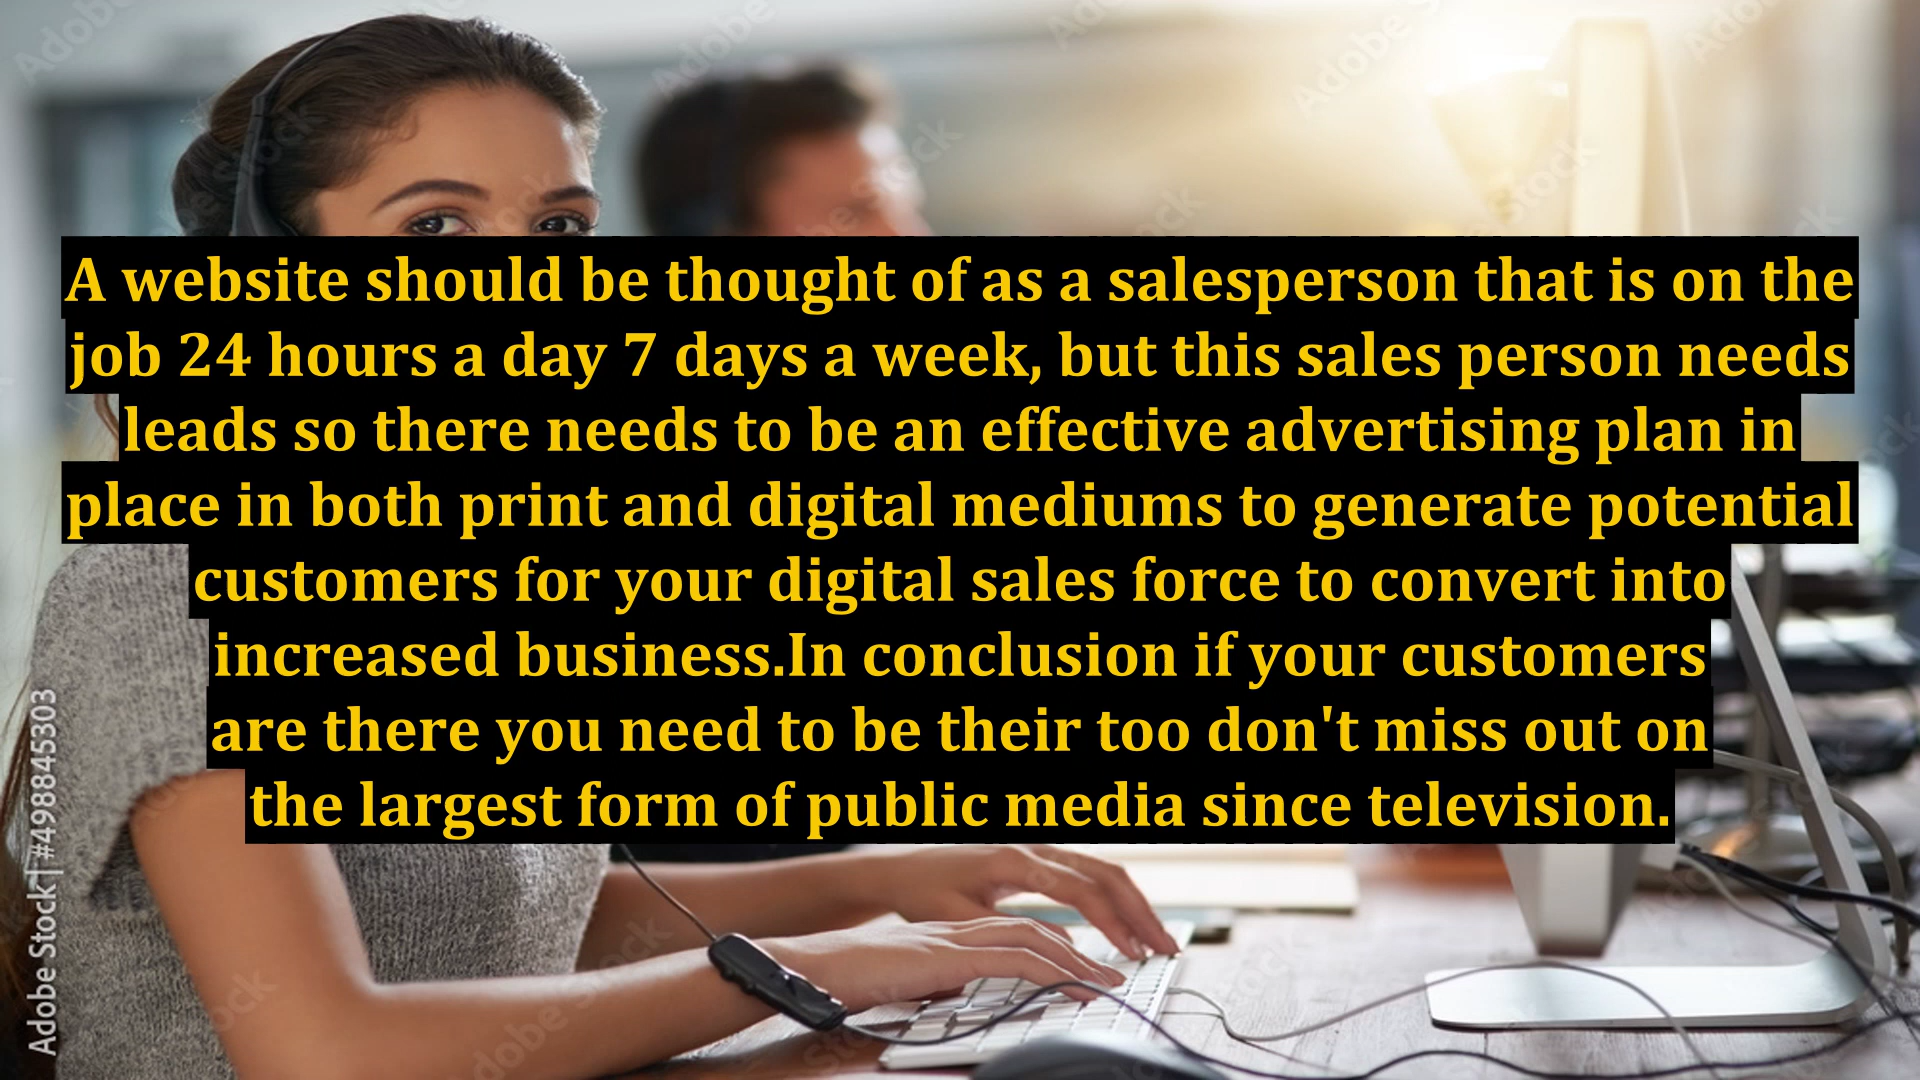 A website should be thought of as a salesperson that is on the
job 24 hours a day 7 days a week, but this sales person needs
leads so there needs to be an effective advertising plan in
place in both print and digital mediums to generate potential
customers for your digital sales force to convert into
increased business.In conclusion if your customers
are there you need to be their too don't miss out on
the largest form of public media since television.
Adobe Stock | #498845303